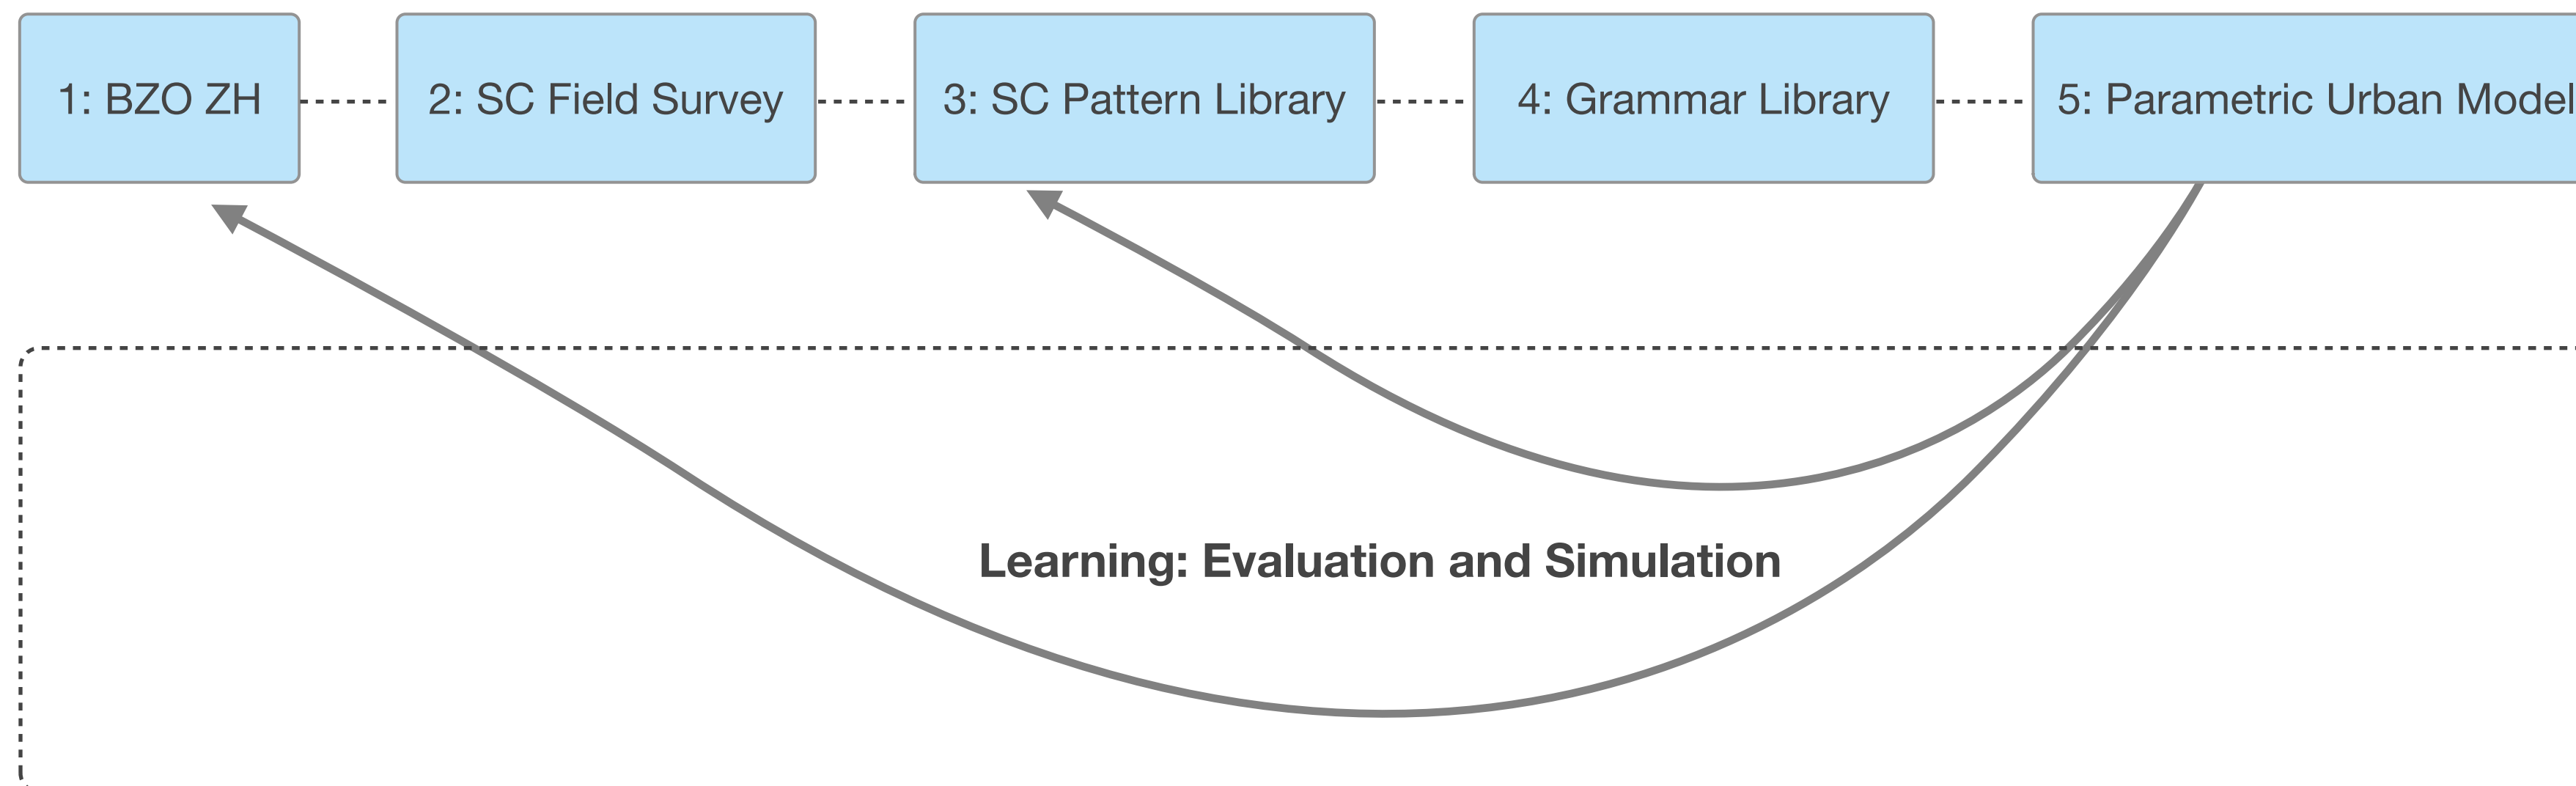 1: BZO ZH
2: SC Field Survey
3: SC Pattern Library
4: Grammar Library
5: Parametric Urban Model
Learning: Evaluation and Simulation